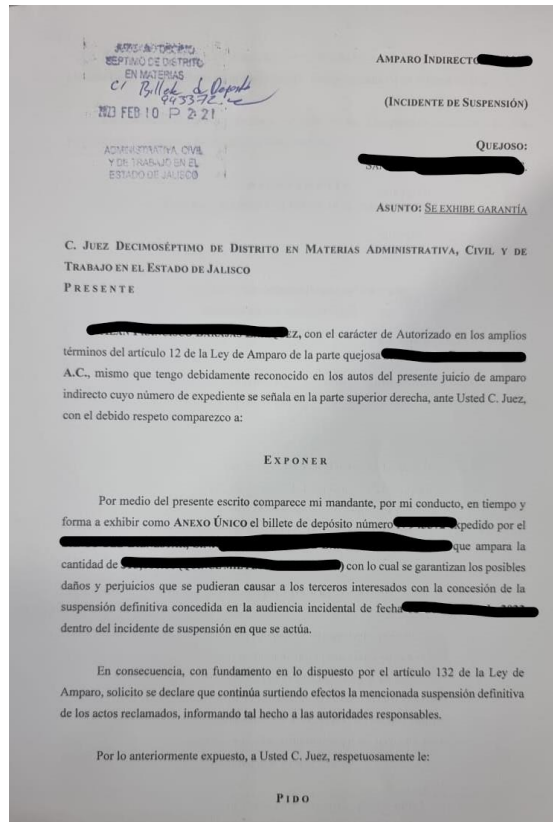 JUZGADO DECIMO
SEPTIMO DE DISTRITO
EN MATERIAS
C/ Billete de Deposito
2023 FEB 10 P 2:21
ADMINISTRATIVA, CIVIL
Y DE TRABAJO EN EL
ESTADO DE JALISCO
AMPARO INDIRECTO
(INCIDENTE DE SUSPENSIÓN)
QUEJOSO:
ASUNTO: SE EXHIBE GARANTÍA
C. JUEZ DECIMOSÉPTIMO DE DISTRITO EN MATERIAS ADMINISTRATIVA, CIVIL Y DE
TRABAJO EN EL ESTADO DE JALISCO
PRESENTE
con el carácter de Autorizado en los amplios
términos del artículo 12 de la Ley de Amparo de la parte quejosa
A.C., mismo que tengo debidamente reconocido en los autos del presente juicio de amparo
indirecto cuyo número de expediente se señala en la parte superior derecha, ante Usted C. Juez,
con el debido respeto comparezco a:
EXPONER
Por medio del presente escrito comparece mi mandante, por mi conducto, en tiempo y
forma a exhibir como ANEXO ÚNICO el billete de depósito número expedido por el
que ampara la
cantidad de ) con lo cual se garantizan los posibles
daños y perjuicios que se pudieran causar a los terceros interesados con la concesión de la
suspensión definitiva concedida en la audiencia incidental de fecha
dentro del incidente de suspensión en que se actúa.
En consecuencia, con fundamento en lo dispuesto por el artículo 132 de la Ley de
Amparo, solicito se declare que continúa surtiendo efectos la mencionada suspensión definitiva
de los actos reclamados, informando tal hecho a las autoridades responsables.
Por lo anteriormente expuesto, a Usted C. Juez, respetuosamente le:
PIDO